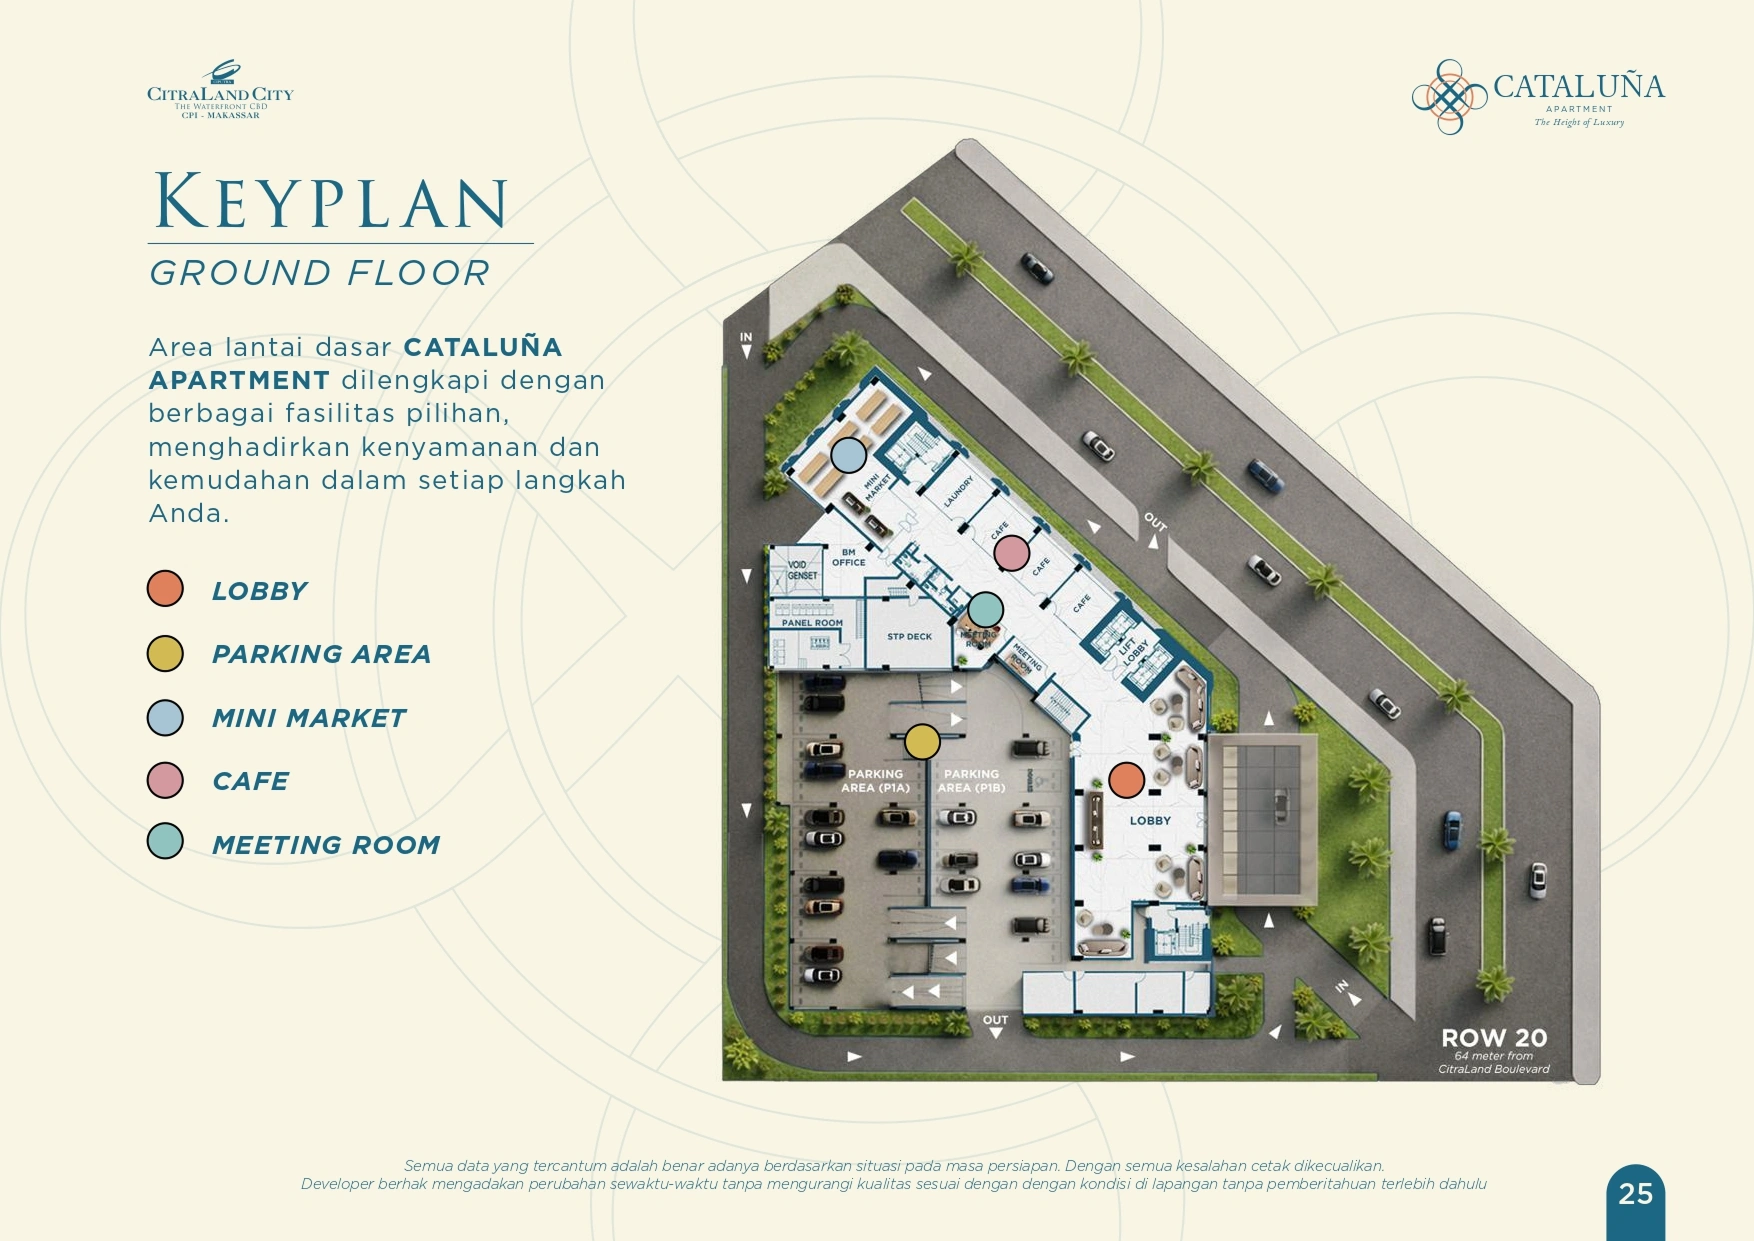 CITRALAND CITY
THE WATERFRONT CBD
CPI - MAKASSAR
CATALUÑA
APARTMENT
The Height of Luxury
KEYPLAN
GROUND FLOOR
Area lantai dasar CATALUÑA
APARTMENT dilengkapi dengan
berbagai fasilitas pilihan,
menghadirkan kenyamanan dan
kemudahan dalam setiap langkah
Anda.
LOBBY
PARKING AREA
MINI MARKET
CAFE
MEETING ROOM
IN
MINI
MARKET
LAUNDRY
CAFE
CAFE
CAFE
OUT
BM
OFFICE
VOID
GENSET
PANEL ROOM
STP DECK
MEETING
ROOM
MEETING
ROOM
LIFT
LOBBY
PARKING
AREA (P1A)
PARKING
AREA (P1B)
LOBBY
IN
OUT
ROW 20
64 meter from
CitraLand Boulevard
Semua data yang tercantum adalah benar adanya berdasarkan situasi pada masa persiapan. Dengan semua kesalahan cetak dikecualikan.
Developer berhak mengadakan perubahan sewaktu-waktu tanpa mengurangi kualitas sesuai dengan dengan kondisi di lapangan tanpa pemberitahuan terlebih dahulu
25